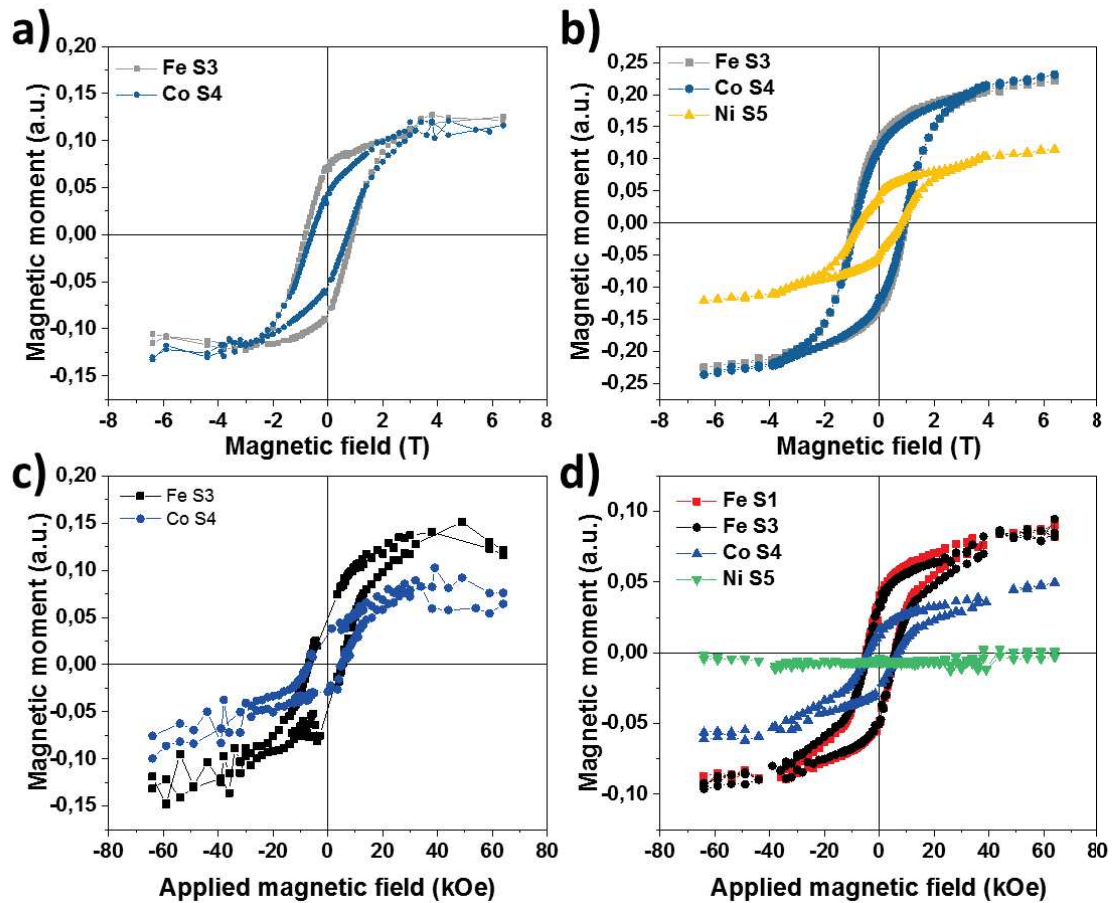 a)
0,20
0,15
0,10
0,05
0,00
-0,05
-0,10
-0,15
Magnetic moment (a.u.)
Fe S3
Co S4
-8 -6 -4 -2 0 2 4 6 8
Magnetic field (T)
b)
0,25
0,20
0,15
0,10
0,05
0,00
-0,05
-0,10
-0,15
-0,20
-0,25
Magnetic moment (a.u.)
Fe S3
Co S4
Ni S5
-8 -6 -4 -2 0 2 4 6 8
Magnetic field (T)
c)
0,20
0,15
0,10
0,05
0,00
-0,05
-0,10
-0,15
Magnetic moment (a.u.)
Fe S3
Co S4
-80 -60 -40 -20 0 20 40 60 80
Applied magnetic field (kOe)
d)
0,10
0,05
0,00
-0,05
-0,10
Magnetic moment (a.u.)
Fe S1
Fe S3
Co S4
Ni S5
-80 -60 -40 -20 0 20 40 60 80
Applied magnetic field (kOe)